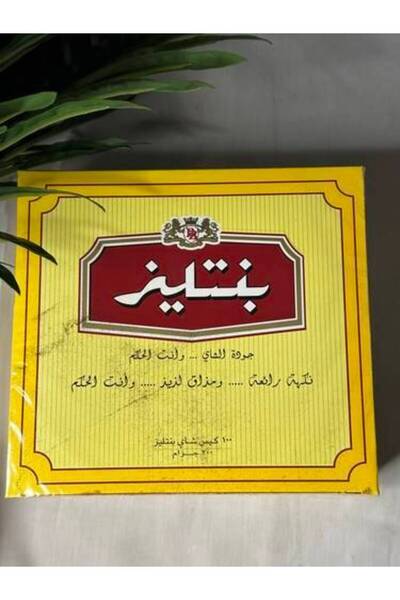 بنتليز
جودة الشاي ... وأنت الحكم
نكهة رائعة ..... ومذاق لذيذ ..... وأنت الحكم
١٠٠ كيس شاي بنتليز
٢٠٠ جرام